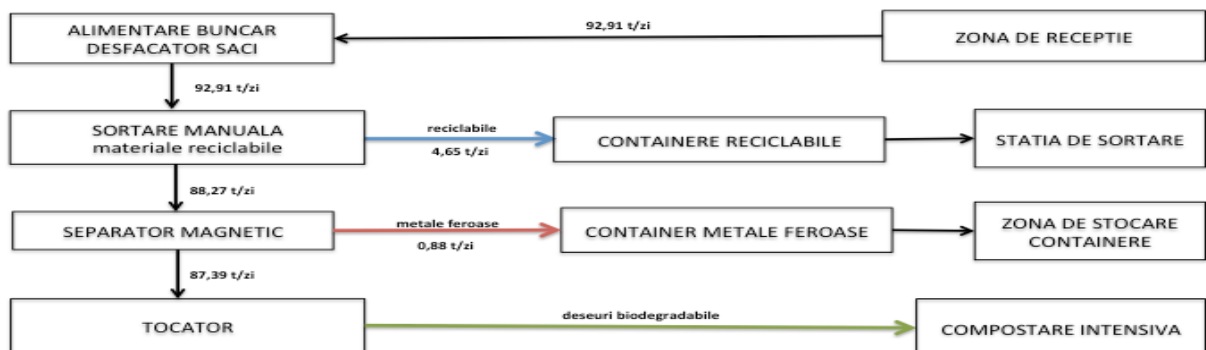 ALIMENTARE BUNCAR
DESFACATOR SACI
92,91 t/zi
ZONA DE RECEPTIE
92,91 t/zi
SORTARE MANUALA
materiale reciclabile
reciclabile
4,65 t/zi
CONTAINERE RECICLABILE
STATIA DE SORTARE
88,27 t/zi
SEPARATOR MAGNETIC
metale feroase
0,88 t/zi
CONTAINER METALE FEROASE
ZONA DE STOCARE
CONTAINERE
87,39 t/zi
TOCATOR
deseuri biodegradabile
COMPOSTARE INTENSIVA